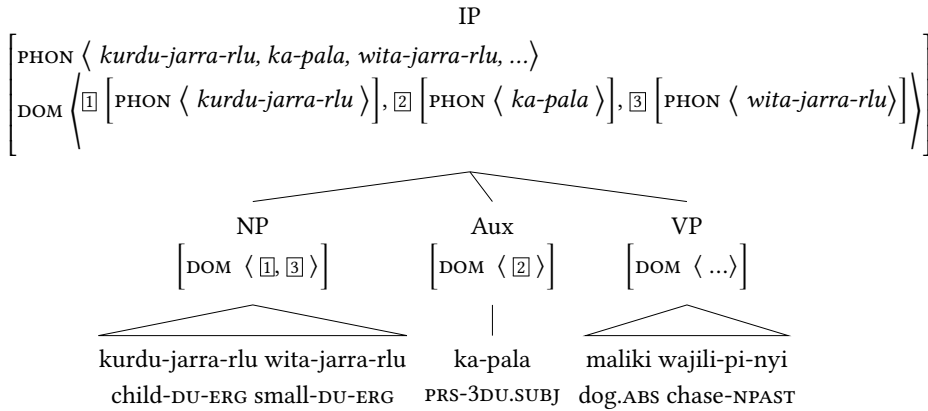 IP
PHON ⟨ kurdu-jarra-rlu, ka-pala, wita-jarra-rlu, ...⟩
DOM ⟨ 1 [PHON ⟨ kurdu-jarra-rlu ⟩], 2 [PHON ⟨ ka-pala ⟩], 3 [PHON ⟨ wita-jarra-rlu⟩] ⟩
NP Aux VP
[DOM ⟨ 1, 3 ⟩] [DOM ⟨ 2 ⟩] [DOM ⟨ ...⟩]
kurdu-jarra-rlu wita-jarra-rlu ka-pala maliki wajili-pi-nyi
child-DU-ERG small-DU-ERG PRS-3DU.SUBJ dog.ABS chase-NPAST